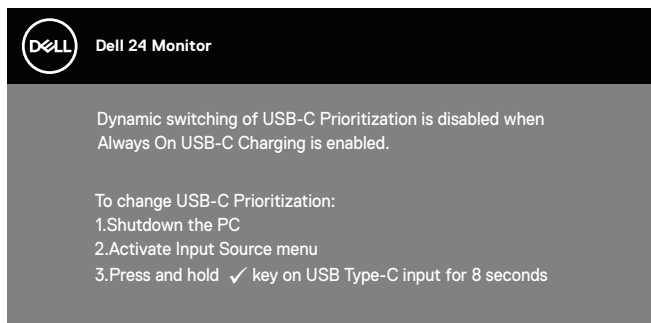 DELL
Dell 24 Monitor
Dynamic switching of USB-C Prioritization is disabled when
Always On USB-C Charging is enabled.
To change USB-C Prioritization:
1.Shutdown the PC
2.Activate Input Source menu
3.Press and hold ✓ key on USB Type-C input for 8 seconds